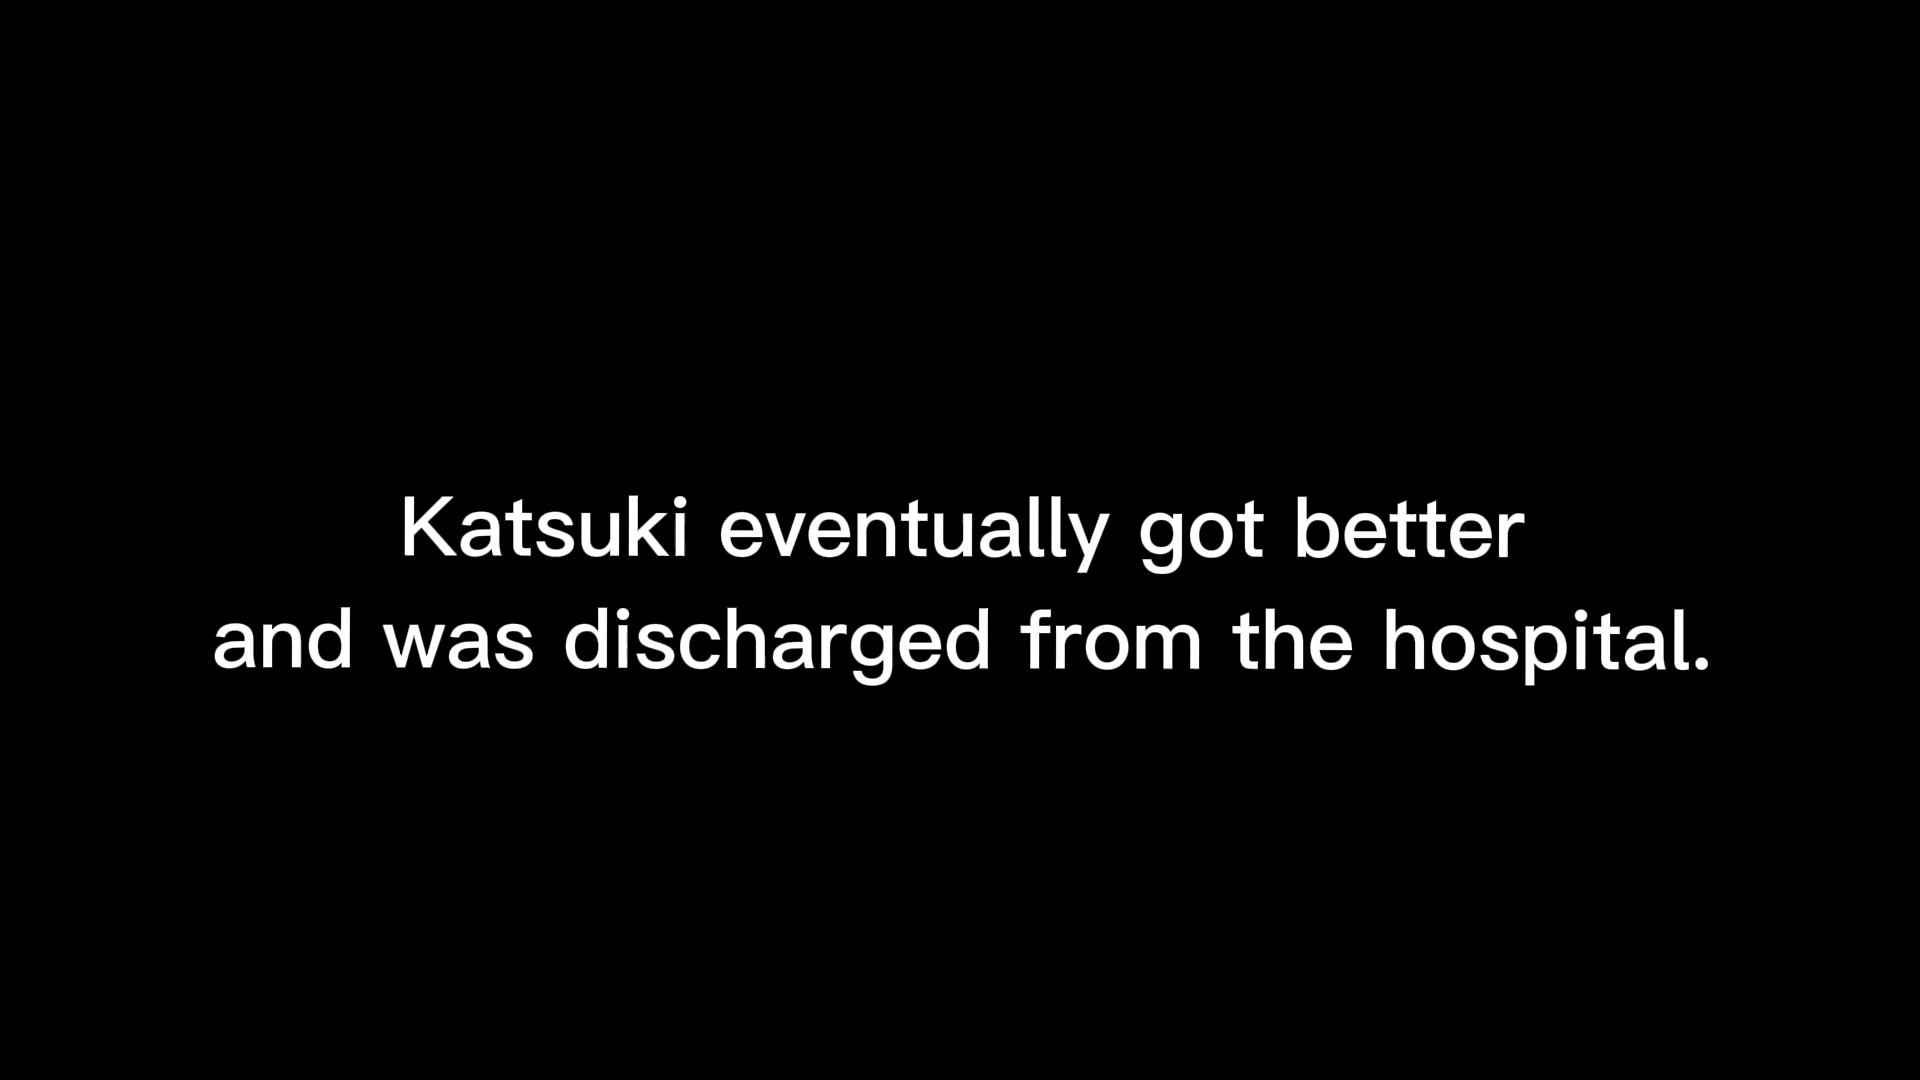 Katsuki eventually got better
and was discharged from the hospital.